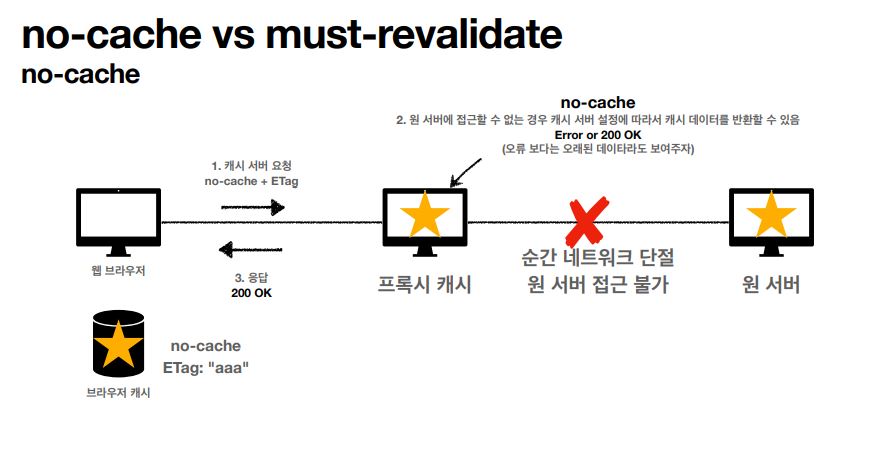 no-cache vs must-revalidate
no-cache
no-cache
2. 원 서버에 접근할 수 없는 경우 캐시 서버 설정에 따라서 캐시 데이터를 반환할 수 있음
Error or 200 OK
(오류 보다는 오래된 데이타라도 보여주자)
1. 캐시 서버 요청
no-cache + ETag
웹 브라우저
3. 응답
200 OK
프록시 캐시
순간 네트워크 단절
원 서버 접근 불가
원 서버
no-cache
ETag: "aaa"
브라우저 캐시